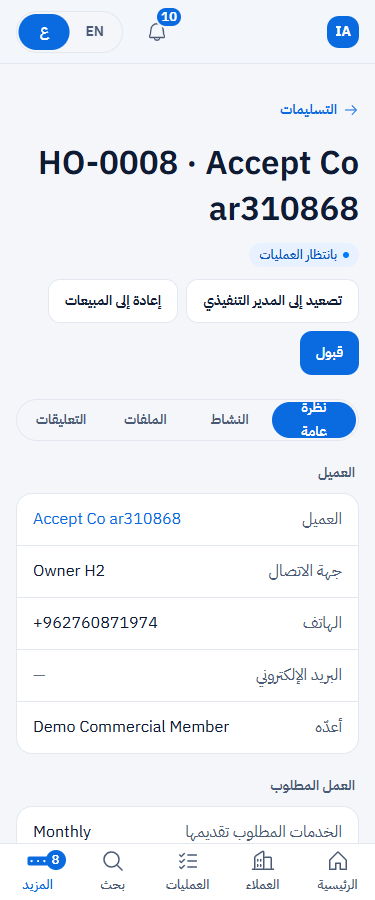 IA
10
EN
ع
→ التسليمات
HO-0008 · Accept Co
ar310868
بانتظار العمليات
تصعيد إلى المدير التنفيذي
إعادة إلى المبيعات
قبول
نظرة
عامة
النشاط
الملفات
التعليقات
العميل
العميل Accept Co ar310868
جهة الاتصال Owner H2
الهاتف +962760871974
البريد الإلكتروني —
أعدّه Demo Commercial Member
العمل المطلوب
الخدمات المطلوب تقديمها Monthly
الرئيسية
العملاء
العمليات
بحث
8
المزيد